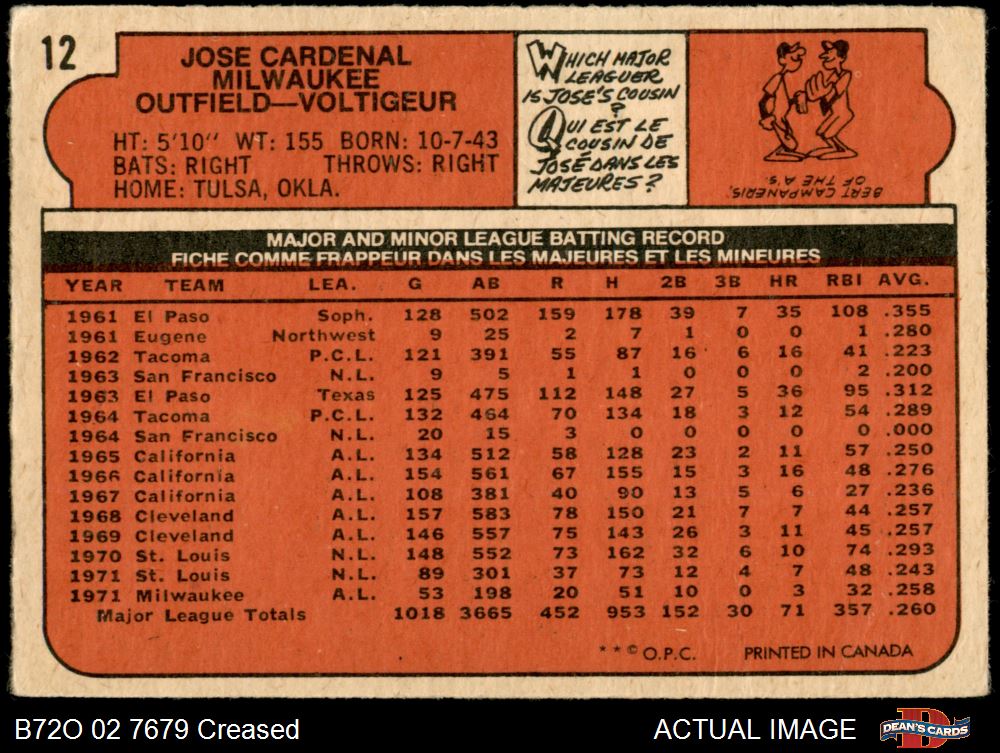 12
JOSE CARDENAL
MILWAUKEE
OUTFIELD—VOLTIGEUR
HT: 5'10" WT: 155 BORN: 10-7-43
BATS: RIGHT THROWS: RIGHT
HOME: TULSA, OKLA.
WHICH MAJOR
LEAGUER
IS JOSE'S COUSIN
?
QUI EST LE
COUSIN DE
JOSÉ DANS LES
MAJEURES?
BERT CAMPANERIS,
OF THE A'S.
MAJOR AND MINOR LEAGUE BATTING RECORD
FICHE COMME FRAPPEUR DANS LES MAJEURES ET LES MINEURES
YEAR TEAM LEA. G AB R H 2B 3B HR RBI AVG.
1961 El Paso Soph. 128 502 159 178 39 7 35 108 .355
1961 Eugene Northwest 9 25 2 7 1 0 0 1 .280
1962 Tacoma P.C.L. 121 391 55 87 16 6 16 41 .223
1963 San Francisco N.L. 9 5 1 1 0 0 0 2 .200
1963 El Paso Texas 125 475 112 148 27 5 36 95 .312
1964 Tacoma P.C.L. 132 464 70 134 18 3 12 54 .289
1964 San Francisco N.L. 20 15 3 0 0 0 0 0 .000
1965 California A.L. 134 512 58 128 23 2 11 57 .250
1966 California A.L. 154 561 67 155 15 3 16 48 .276
1967 California A.L. 108 381 40 90 13 5 6 27 .236
1968 Cleveland A.L. 157 583 78 150 21 7 7 44 .257
1969 Cleveland A.L. 146 557 75 143 26 3 11 45 .257
1970 St. Louis N.L. 148 552 73 162 32 6 10 74 .293
1971 St. Louis N.L. 89 301 37 73 12 4 7 48 .243
1971 Milwaukee A.L. 53 198 20 51 10 0 3 32 .258
Major League Totals 1018 3665 452 953 152 30 71 357 .260
**© O.P.C. PRINTED IN CANADA
B72O 02 7679 Creased ACTUAL IMAGE DEAN'S CARDS